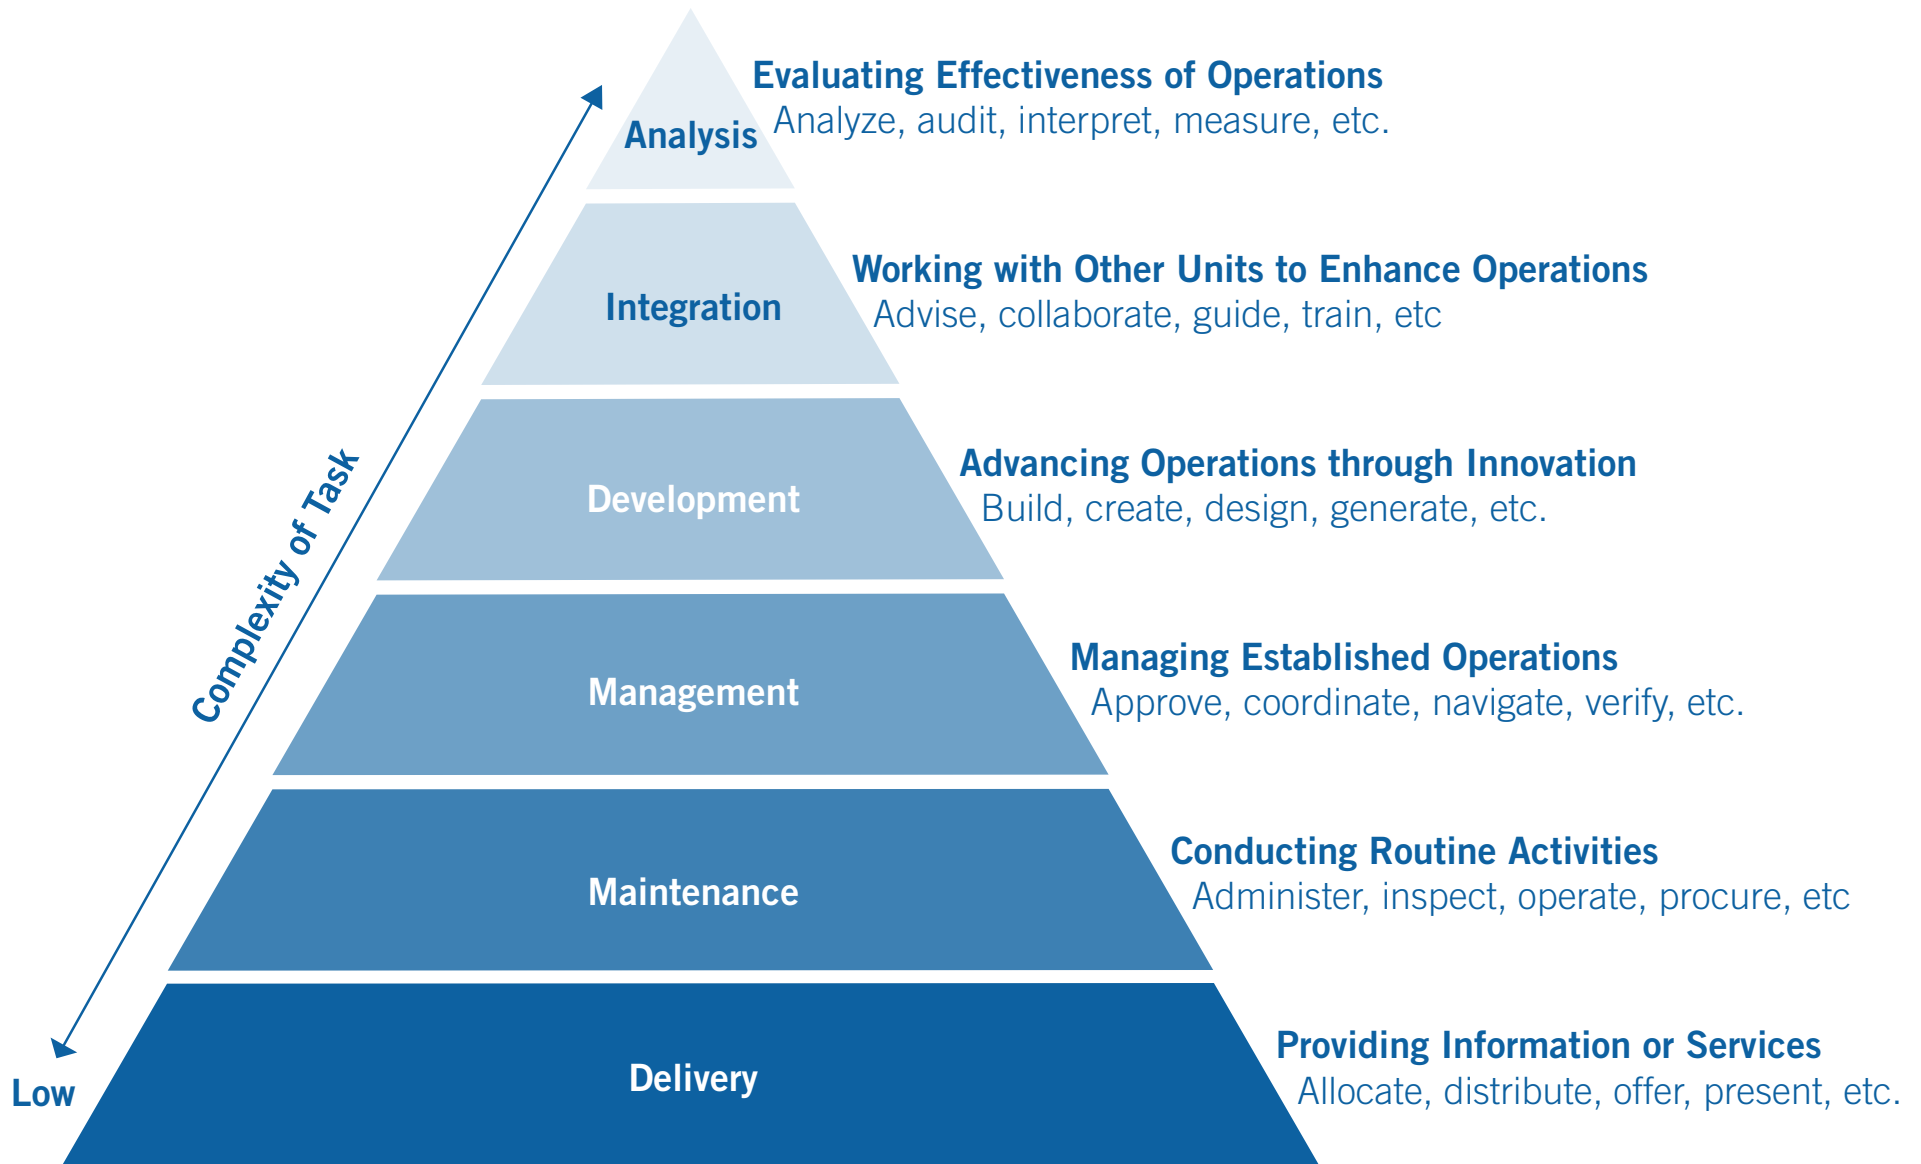 Evaluating Effectiveness of Operations
Analyze, audit, interpret, measure, etc.
Analysis
Working with Other Units to Enhance Operations
Advise, collaborate, guide, train, etc
Integration
Advancing Operations through Innovation
Build, create, design, generate, etc.
Development
Complexity of Task
Managing Established Operations
Approve, coordinate, navigate, verify, etc.
Management
Conducting Routine Activities
Administer, inspect, operate, procure, etc
Maintenance
Providing Information or Services
Allocate, distribute, offer, present, etc.
Delivery
Low